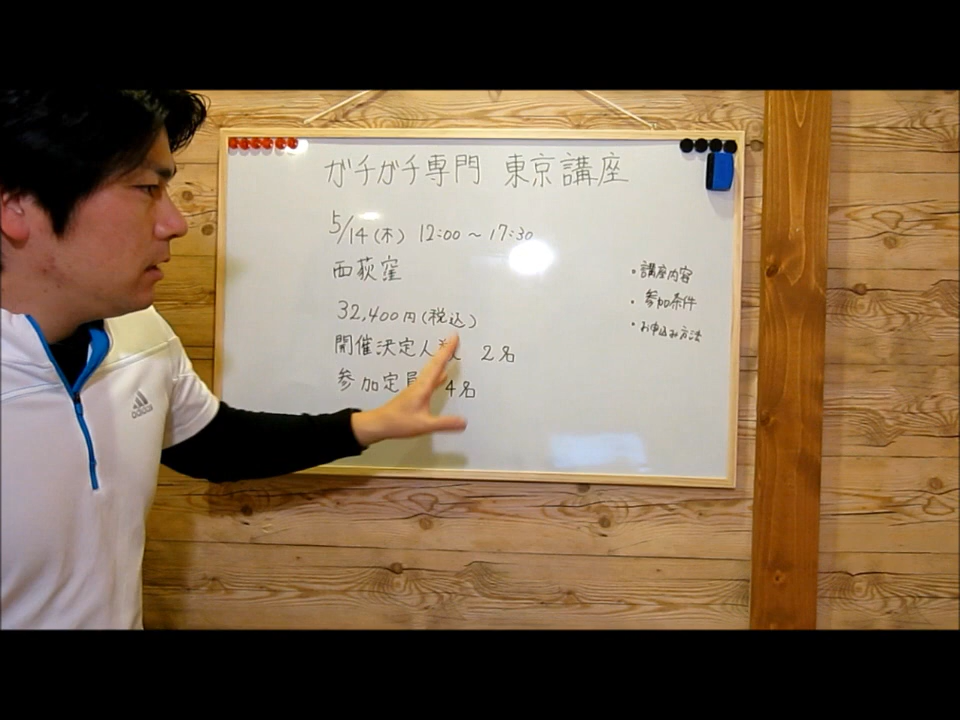 ガチガチ専門 東京講座
5/14(木) 12:00～17:30
西荻窪
32,400円(税込)
開催決定人数 2名
参加定員 4名
・講座内容
・参加条件
・お申込み方法
adidas